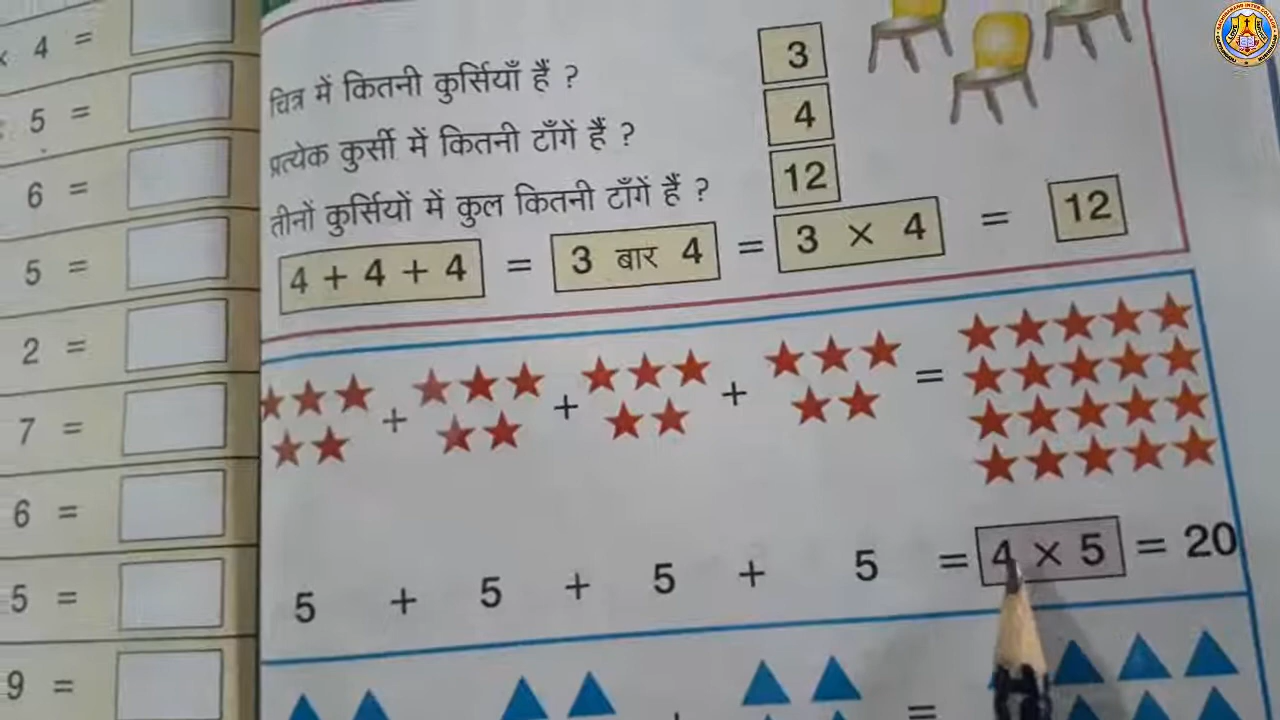 × 4 =
5 =
6 =
5 =
2 =
7 =
6 =
5 =
9 =
चित्र में कितनी कुर्सियाँ हैं ? 3
प्रत्येक कुर्सी में कितनी टाँगें हैं ? 4
तीनों कुर्सियों में कुल कितनी टाँगें हैं ? 12
4 + 4 + 4 = 3 बार 4 = 3 × 4 = 12
+ + + =
5 + 5 + 5 + 5 = 4 × 5 = 20
+ =